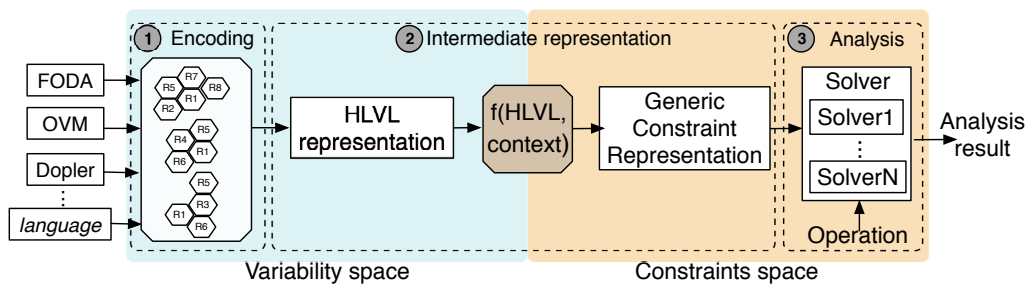 1 Encoding
2 Intermediate representation
3 Analysis
FODA
OVM
Dopler
language
R7
R5
R8
R1
R2
R5
R4
R1
R6
R5
R3
R1
R6
HLVL
representation
f(HLVL,
context)
Generic
Constraint
Representation
Solver
Solver1
SolverN
Operation
Analysis
result
Variability space
Constraints space